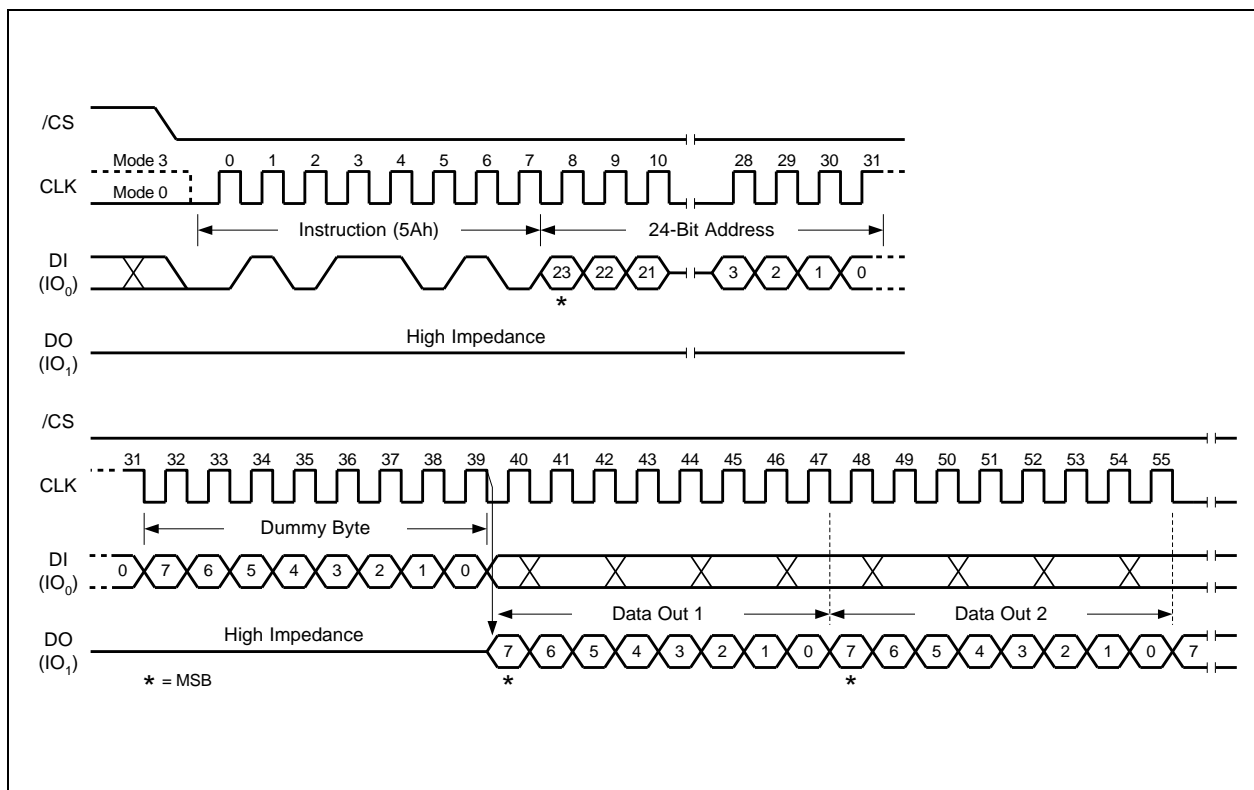 /CS
Mode 3 0 1 2 3 4 5 6 7 8 9 10 28 29 30 31
CLK
Mode 0
Instruction (5Ah) 24-Bit Address
DI
(IO0) 23 22 21 3 2 1 0
*
DO High Impedance
(IO1)
/CS
31 32 33 34 35 36 37 38 39 40 41 42 43 44 45 46 47 48 49 50 51 52 53 54 55
CLK
Dummy Byte
DI
(IO0) 0 7 6 5 4 3 2 1 0
Data Out 1 Data Out 2
DO High Impedance
(IO1) 7 6 5 4 3 2 1 0 7 6 5 4 3 2 1 0 7
* = MSB * *